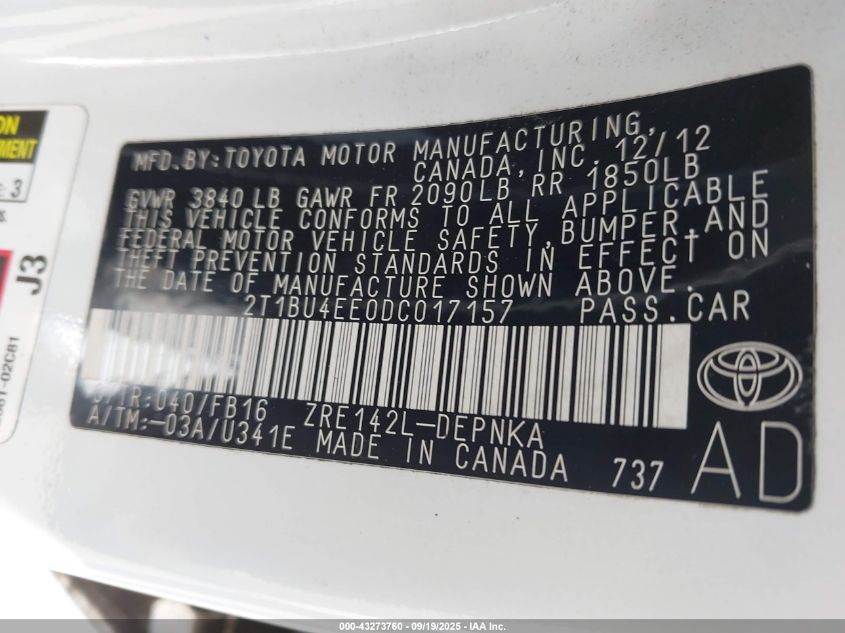 MFD.BY:TOYOTA MOTOR MANUFACTURING,
CANADA,INC. 12/12
GVWR 3840LB GAWR FR 2090LB RR 1850LB
THIS VEHICLE CONFORMS TO ALL APPLICABLE
FEDERAL MOTOR VEHICLE SAFETY,BUMPER,AND
THEFT PREVENTION STANDARDS IN EFFECT ON
THE DATE OF MANUFACTURE SHOWN ABOVE.
2T1BU4EE0DC017157 PASS.CAR
C/TR:040/FB16 ZRE142L-DEPNKA
A/TM:-03A/U341E MADE IN CANADA 737
AD
J3
000-43273760 - 09/19/2025 - IAA Inc.